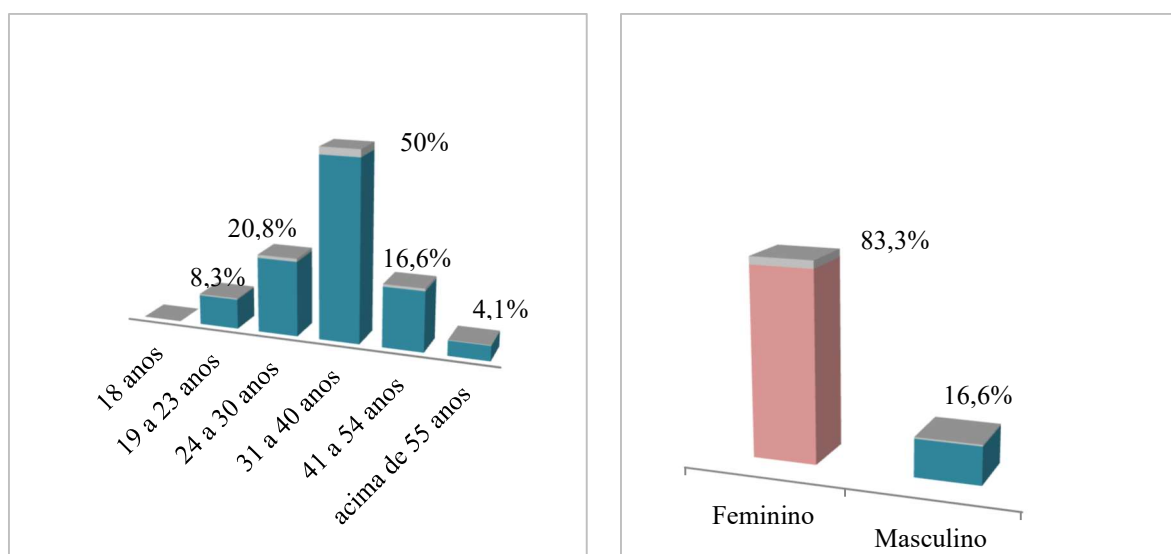 50%
20,8%
8,3%
16,6%
4,1%
18 anos
19 a 23 anos
24 a 30 anos
31 a 40 anos
41 a 54 anos
acima de 55 anos
83,3%
16,6%
Feminino
Masculino